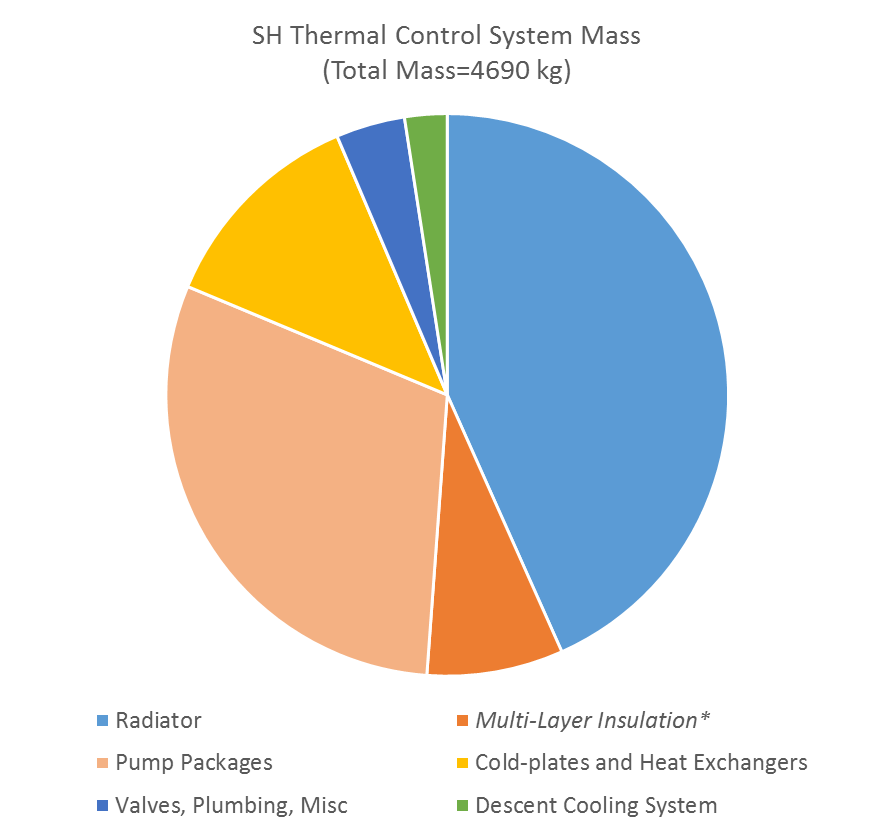 SH Thermal Control System Mass
(Total Mass=4690 kg)
Radiator
Multi-Layer Insulation*
Pump Packages
Cold-plates and Heat Exchangers
Valves, Plumbing, Misc
Descent Cooling System